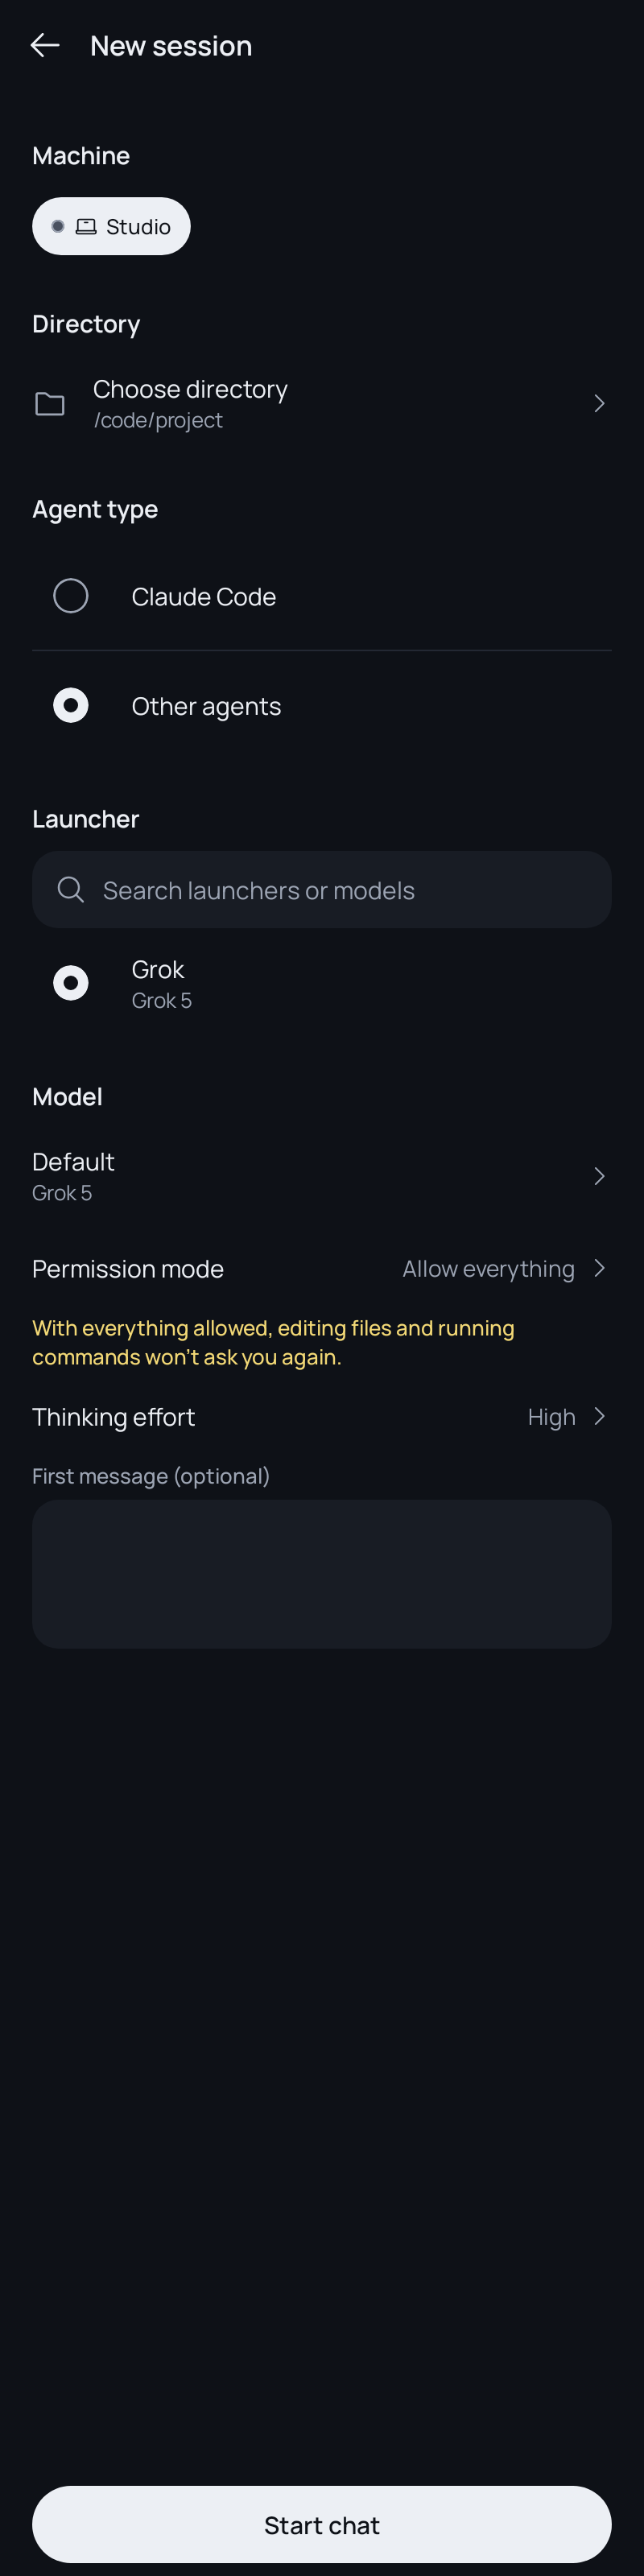 New session
Machine
Studio
Directory
Choose directory
/code/project
Agent type
Claude Code
Other agents
Launcher
Search launchers or models
Grok
Grok 5
Model
Default
Grok 5
Permission mode
Allow everything
With everything allowed, editing files and running
commands won’t ask you again.
Thinking effort
High
First message (optional)
Start chat